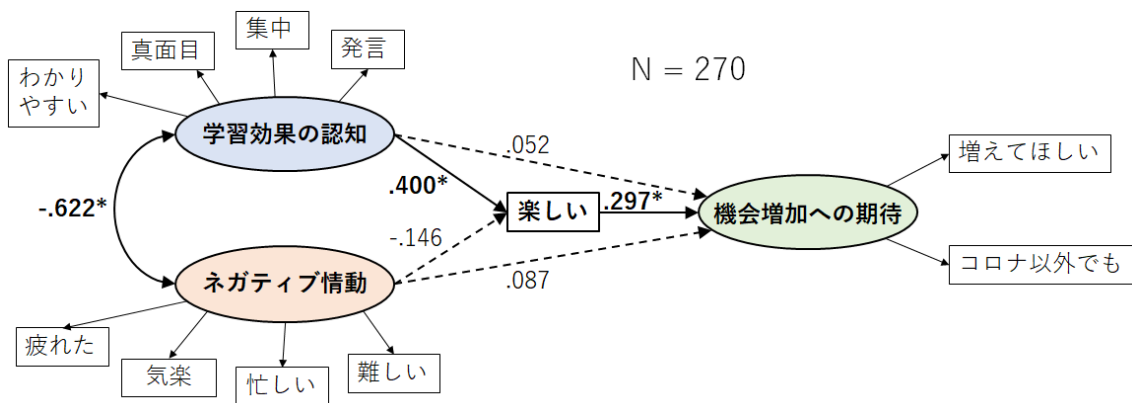 集中
真面目
発言
わかり
やすい
N = 270
学習効果の認知
.052
増えてほしい
-.622*
.400*
楽しい
.297*
機会増加への期待
-.146
.087
コロナ以外でも
ネガティブ情動
疲れた
気楽
忙しい
難しい